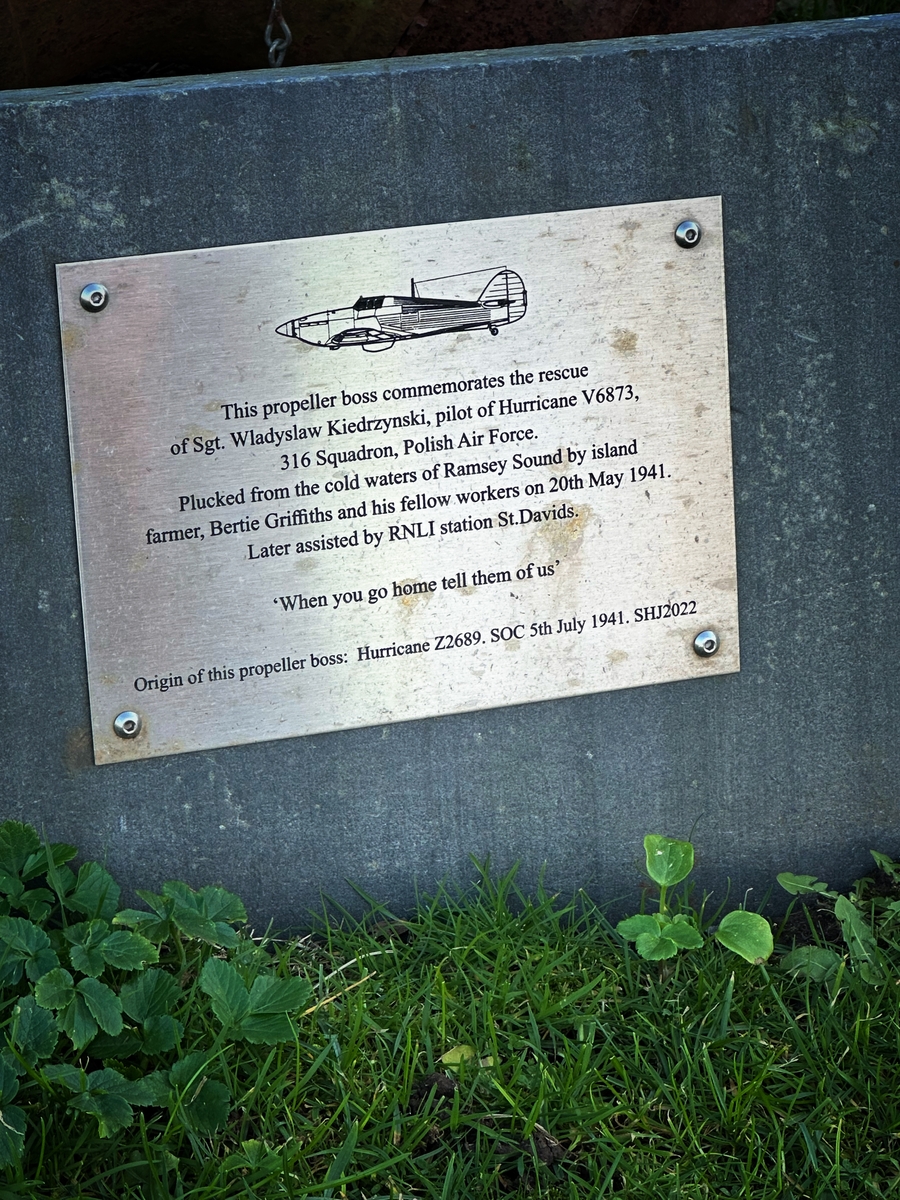 This propeller boss commemorates the rescue
of Sgt. Wladyslaw Kiedrzynski, pilot of Hurricane V6873,
316 Squadron, Polish Air Force.
Plucked from the cold waters of Ramsey Sound by island
farmer, Bertie Griffiths and his fellow workers on 20th May 1941.
Later assisted by RNLI station St.Davids.
‘When you go home tell them of us’
Origin of this propeller boss: Hurricane Z2689. SOC 5th July 1941. SHJ2022